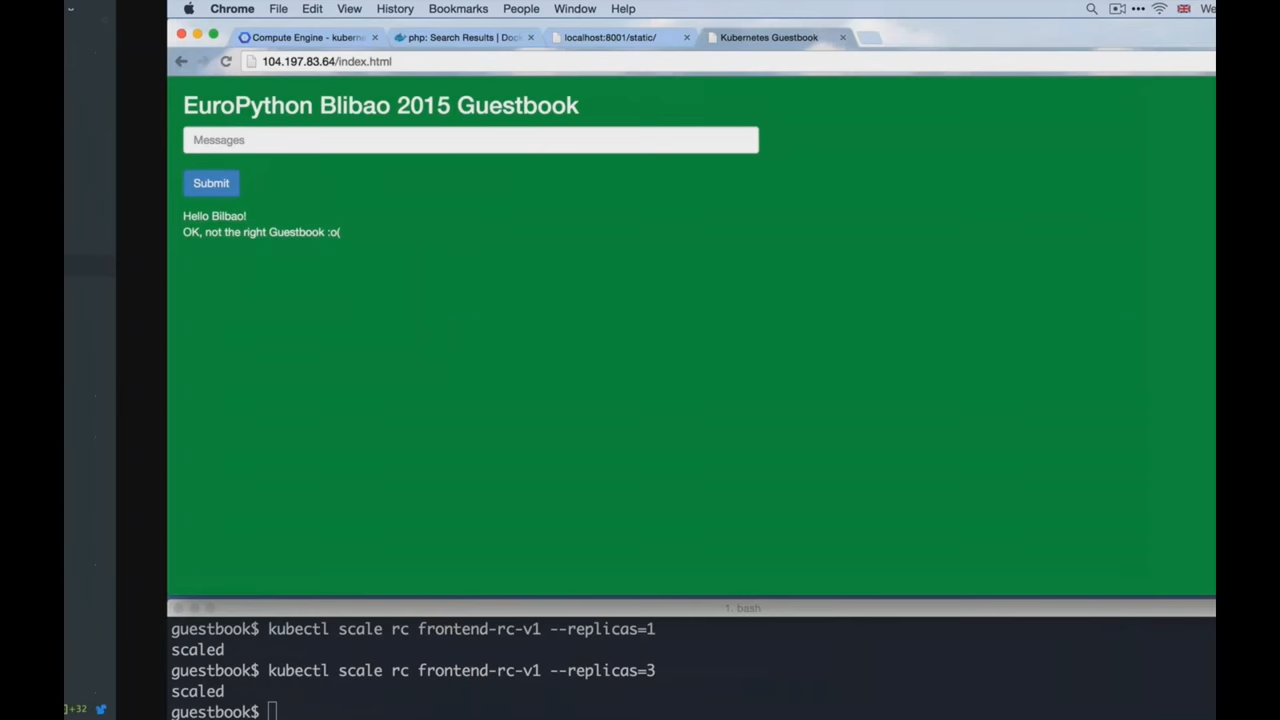 Chrome File Edit View History Bookmarks People Window Help We
Compute Engine - kuberne php: Search Results | Dock localhost:8001/static/ Kubernetes Guestbook
104.197.83.64/index.html
EuroPython Blibao 2015 Guestbook
Messages
Submit
Hello Bilbao!
OK, not the right Guestbook :o(
1. bash
guestbook$ kubectl scale rc frontend-rc-v1 --replicas=1
scaled
guestbook$ kubectl scale rc frontend-rc-v1 --replicas=3
scaled
guestbook$
]+32